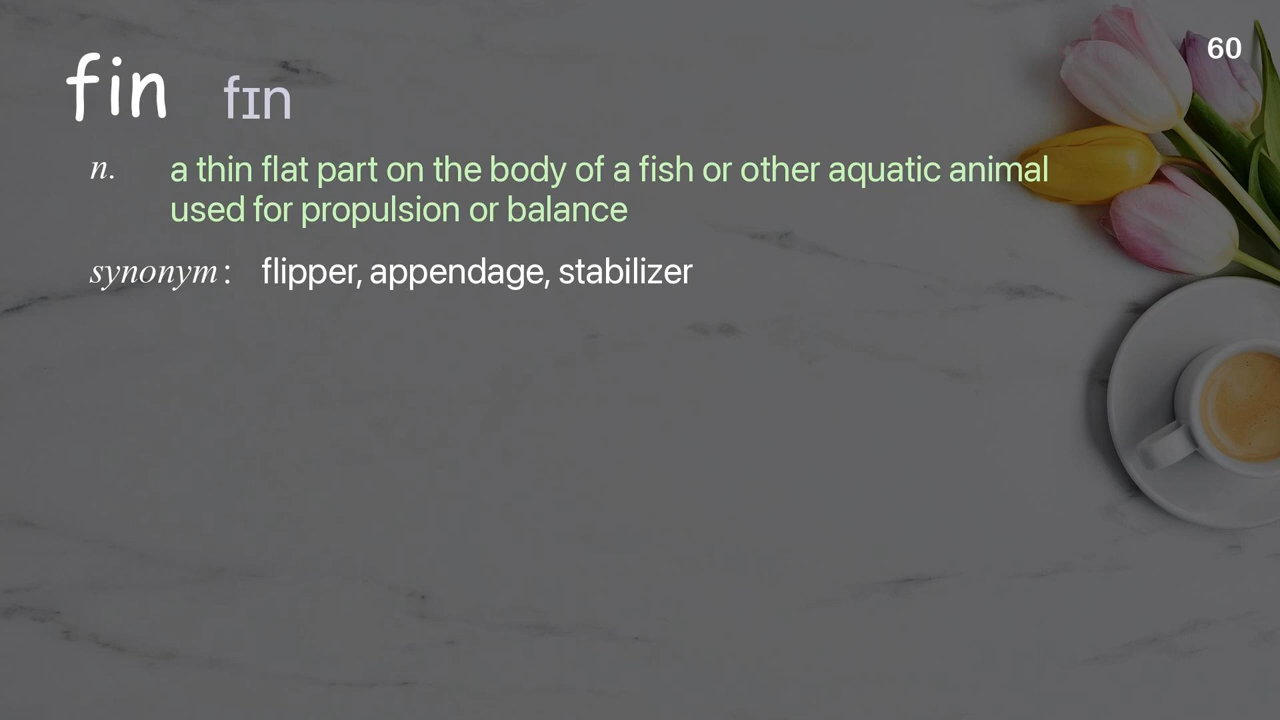 60
fin fɪn
n. a thin flat part on the body of a fish or other aquatic animal
used for propulsion or balance
synonym : flipper, appendage, stabilizer